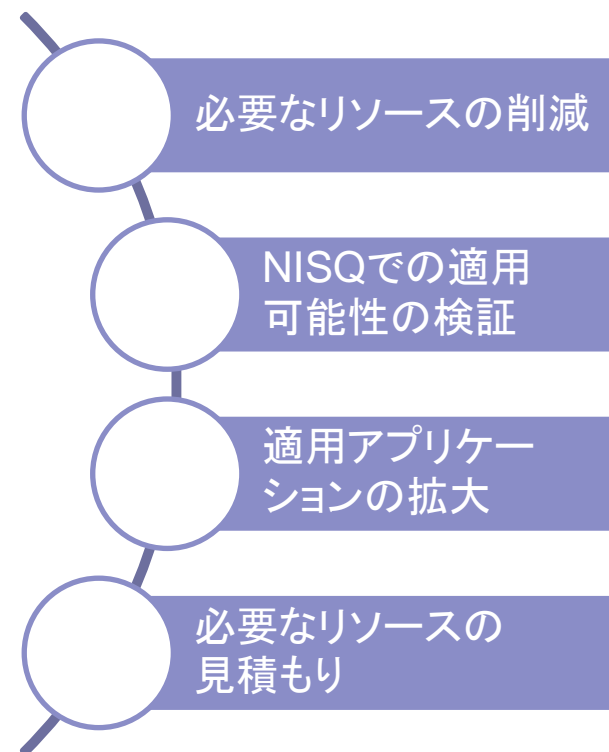 必要なリソースの削減
NISQでの適用
可能性の検証
適用アプリケー
ションの拡大
必要なリソースの
見積もり